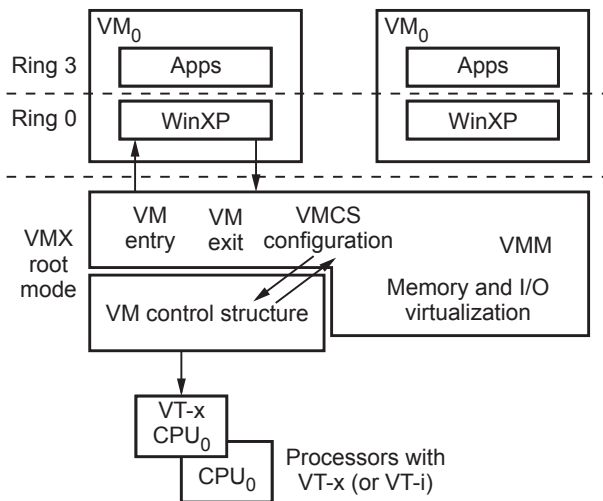 VM₀
VM₀
Ring 3
Apps
Apps
Ring 0
WinXP
WinXP
VMX
root
mode
VM
entry
VM
exit
VMCS
configuration
VMM
Memory and I/O
virtualization
VM control structure
VT-x
CPU₀
CPU₀
Processors with
VT-x (or VT-i)